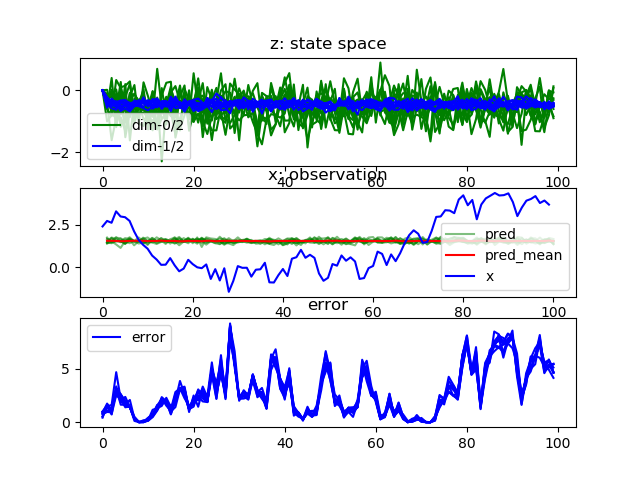 z: state space
0
−2
dim-0/2
dim-1/2
0 20 40 60 80 100
x: observation
2.5
0.0
pred
pred_mean
x
0 20 40 60 80 100
error
5
0
error
0 20 40 60 80 100